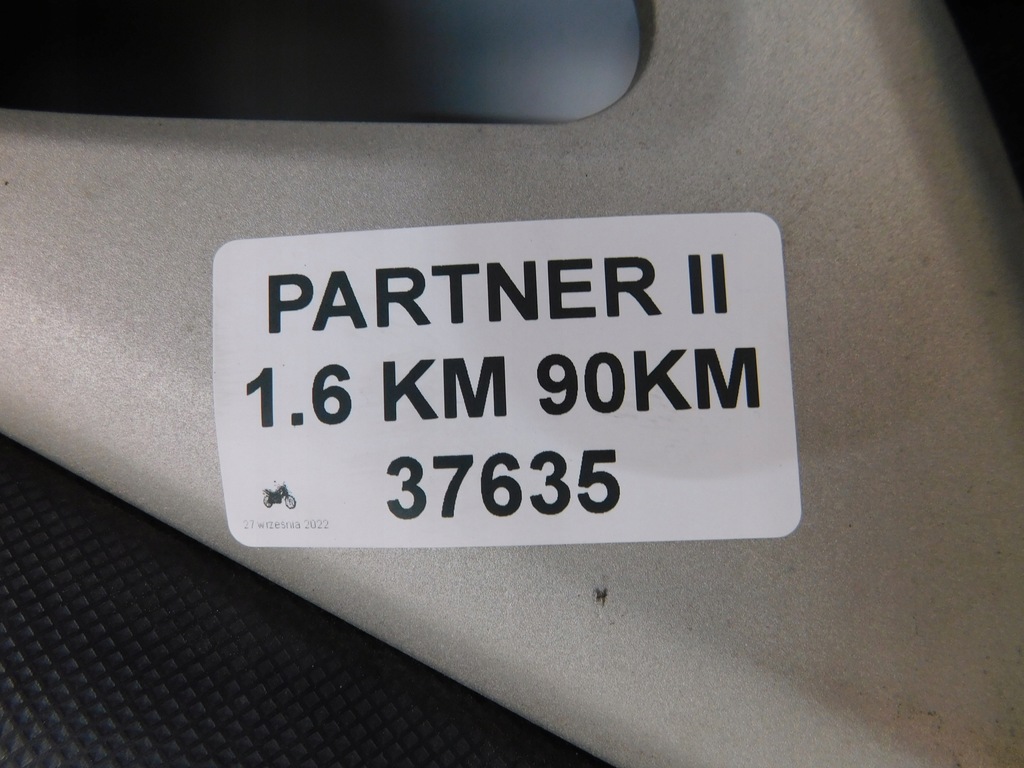 PARTNER II
1.6 KM 90KM
37635
27 września 2022